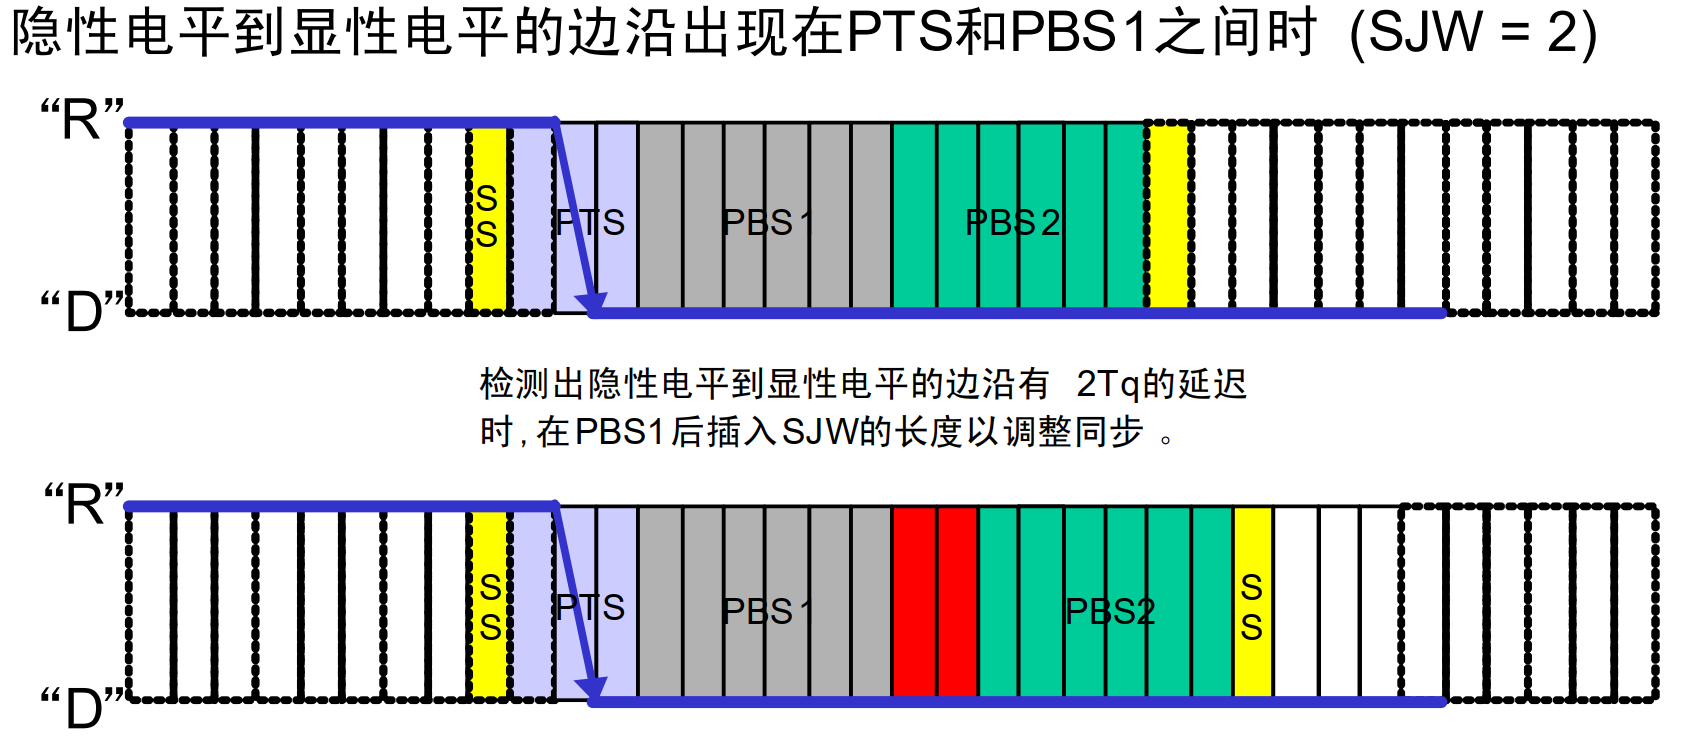 隐性电平到显性电平的边沿出现在PTS和PBS1之间时 (SJW = 2)
“R”
SS
PTS
PBS1
PBS2
“D”
检测出隐性电平到显性电平的边沿有 2Tq的延迟
时,在PBS1后插入SJW的长度以调整同步 。
“R”
SS
PTS
PBS1
PBS2
SS
“D”